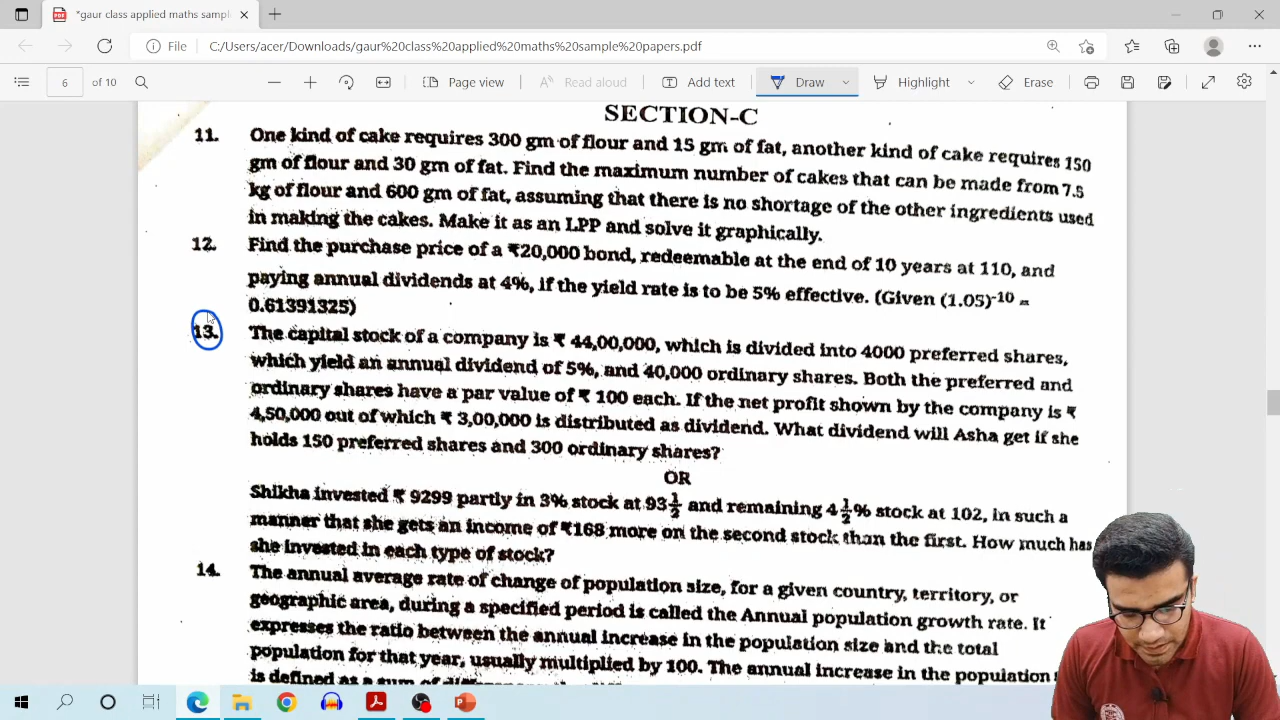 *gaur class applied maths sampl
File C:/Users/acer/Downloads/gaur%20class%20applied%20maths%20sample%20papers.pdf
6 of 10 Page view Read aloud Add text Draw Highlight Erase
SECTION-C
11. One kind of cake requires 300 gm of flour and 15 gm of fat, another kind of cake requires 150
gm of flour and 30 gm of fat. Find the maximum number of cakes that can be made from 7.5
kg of flour and 600 gm of fat, assuming that there is no shortage of the other ingredients used
in making the cakes. Make it as an LPP and solve it graphically.
12. Find the purchase price of a ₹20,000 bond, redeemable at the end of 10 years at 110, and
paying annual dividends at 4%, if the yield rate is to be 5% effective. (Given (1.05)⁻¹⁰ =
0.61391325)
13. The capital stock of a company is ₹ 44,00,000, which is divided into 4000 preferred shares,
which yield an annual dividend of 5%, and 40,000 ordinary shares. Both the preferred and
ordinary shares have a par value of ₹ 100 each. If the net profit shown by the company is ₹
4,50,000 out of which ₹ 3,00,000 is distributed as dividend. What dividend will Asha get if she
holds 150 preferred shares and 300 ordinary shares?
OR
Shikha invested ₹ 9299 partly in 3% stock at 93 1/2 and remaining 4 1/2% stock at 102, in such a
manner that she gets an income of ₹168 more on the second stock than the first. How much has
she invested in each type of stock?
14. The annual average rate of change of population size, for a given country, territory, or
geographic area, during a specified period is called the Annual population growth rate. It
expresses the ratio between the annual increase in the population size and the total
population for that year, usually multiplied by 100. The annual increase in the population
is defined as a sum of